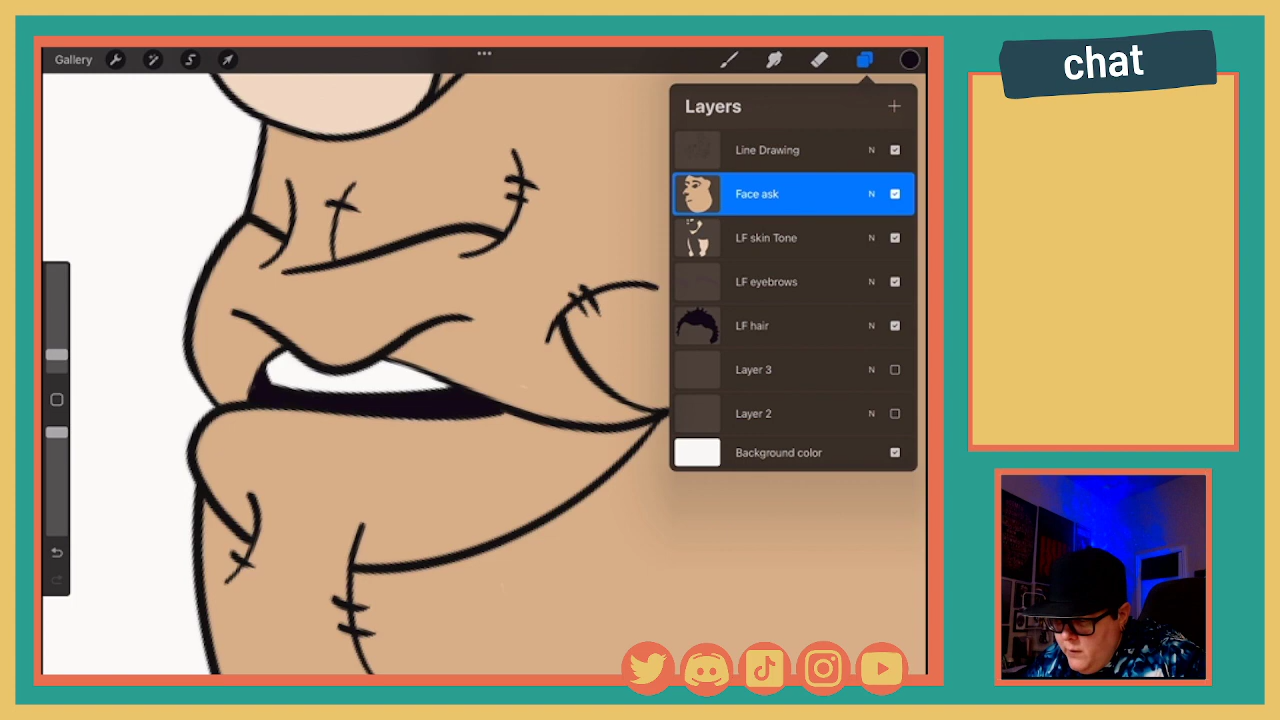 Gallery
chat
Layers
Line Drawing N
Face ask N
LF skin Tone N
LF eyebrows N
LF hair N
Layer 3 N
Layer 2 N
Background color